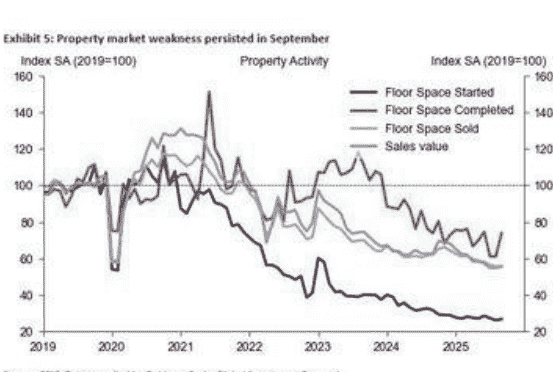 Exhibit 5: Property market weakness persisted in September
Index SA (2019=100) Property Activity Index SA (2019=100)
160 160
Floor Space Started
140 Floor Space Completed 140
Floor Space Sold
120 Sales value 120
100 100
80 80
60 60
40 40
20 20
2019 2020 2021 2022 2023 2024 2025